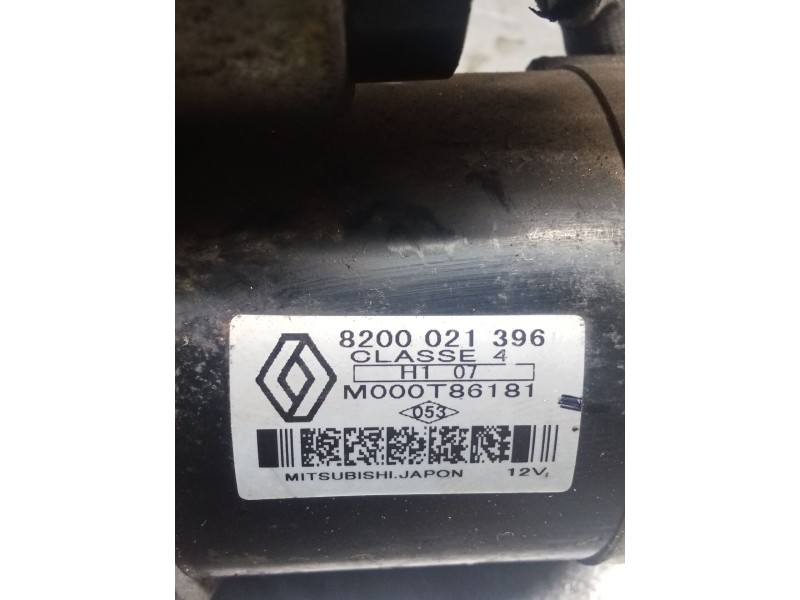 8200 021 396
CLASSE 4
H1 07
M000T86181
053
MITSUBISHI.JAPON 12V.